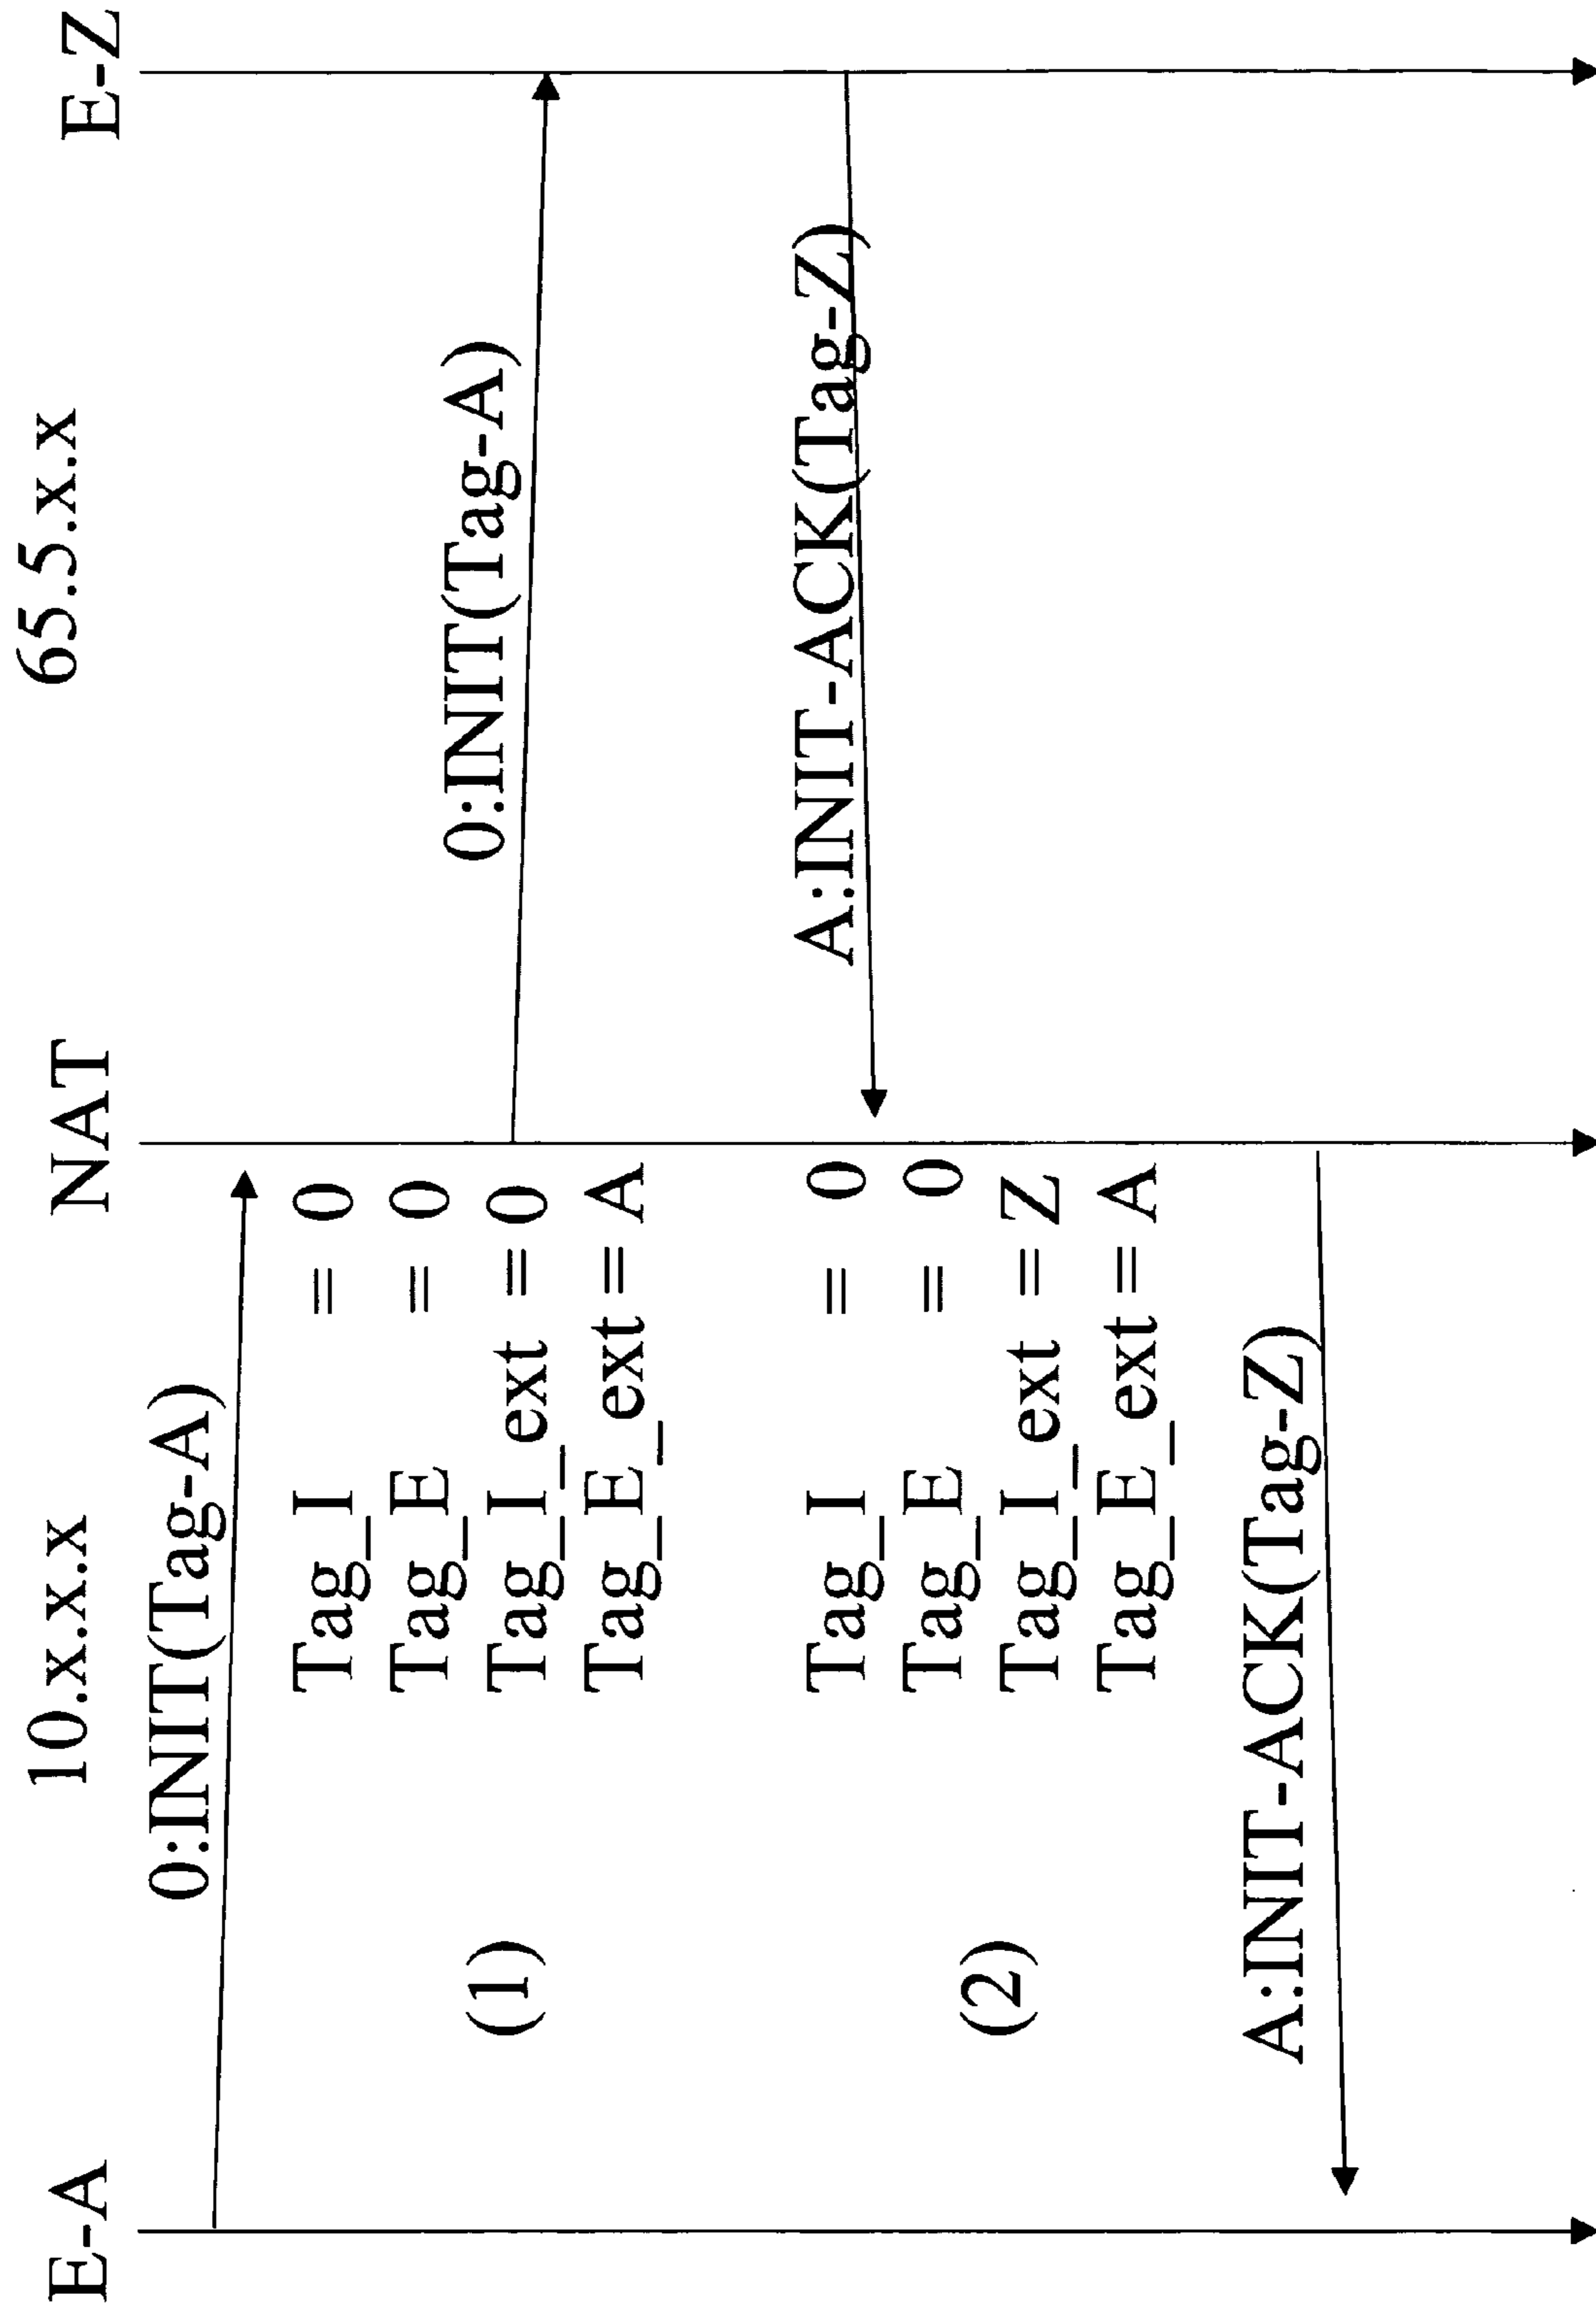 E-A
10.x.x.x
NAT
65.5.x.x
E-Z
0:INIT(Tag-A)
(1)
Tag_I = 0
Tag_E = 0
Tag_I_ext = 0
Tag_E_ext = A
0:INIT(Tag-A)
A:INIT-ACK(Tag-Z)
(2)
Tag_I = 0
Tag_E = 0
Tag_I_ext = Z
Tag_E_ext = A
A:INIT-ACK(Tag-Z)